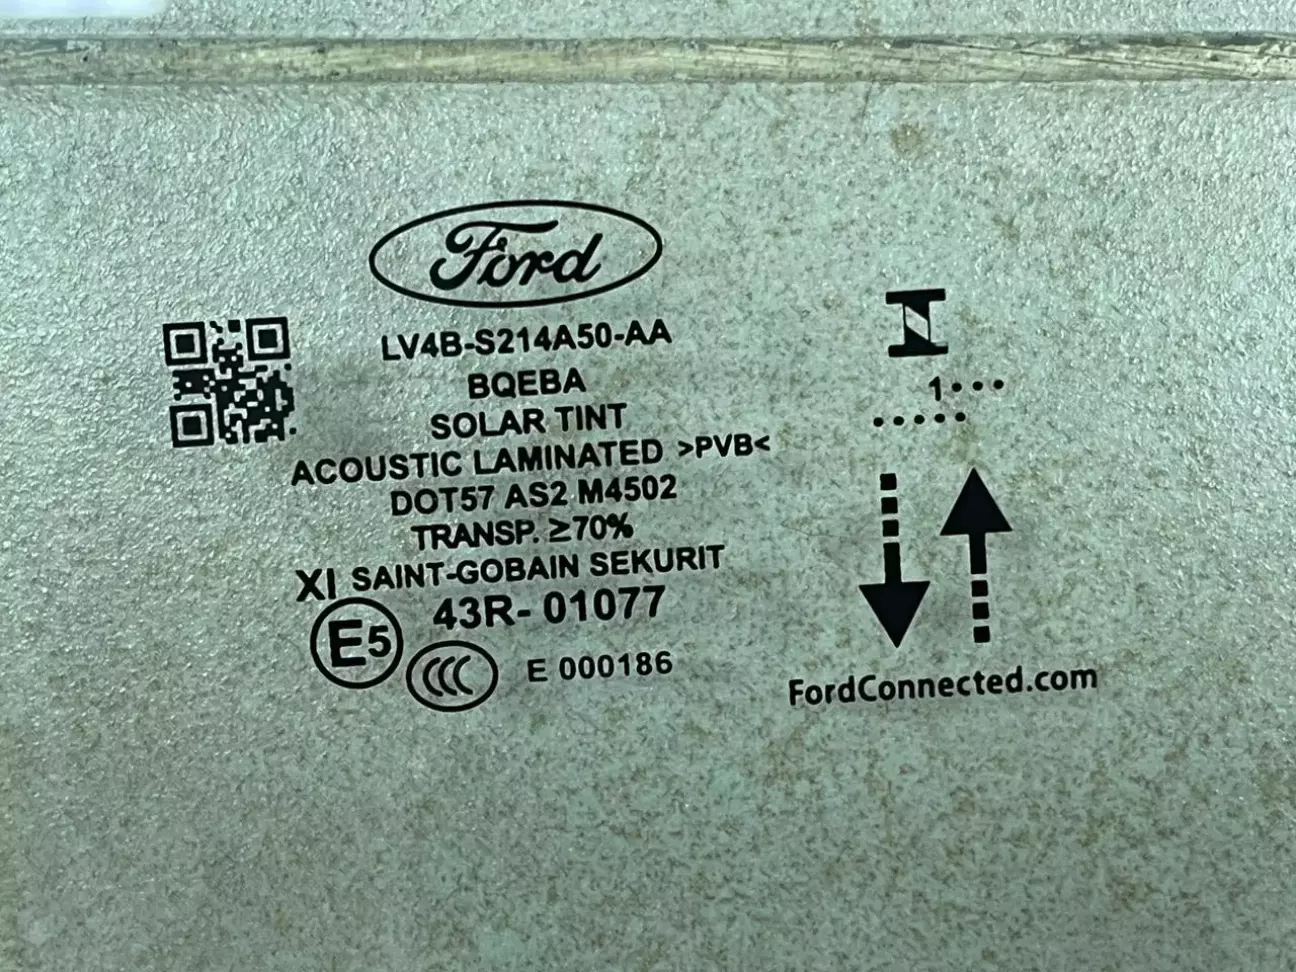 Ford
LV4B-S214A50-AA
BQEBA
SOLAR TINT
ACOUSTIC LAMINATED >PVB<
DOT57 AS2 M4502
TRANSP. ≥70%
XI SAINT-GOBAIN SEKURIT
43R- 01077
E5
CCC
E 000186
1••••
•••••
FordConnected.com